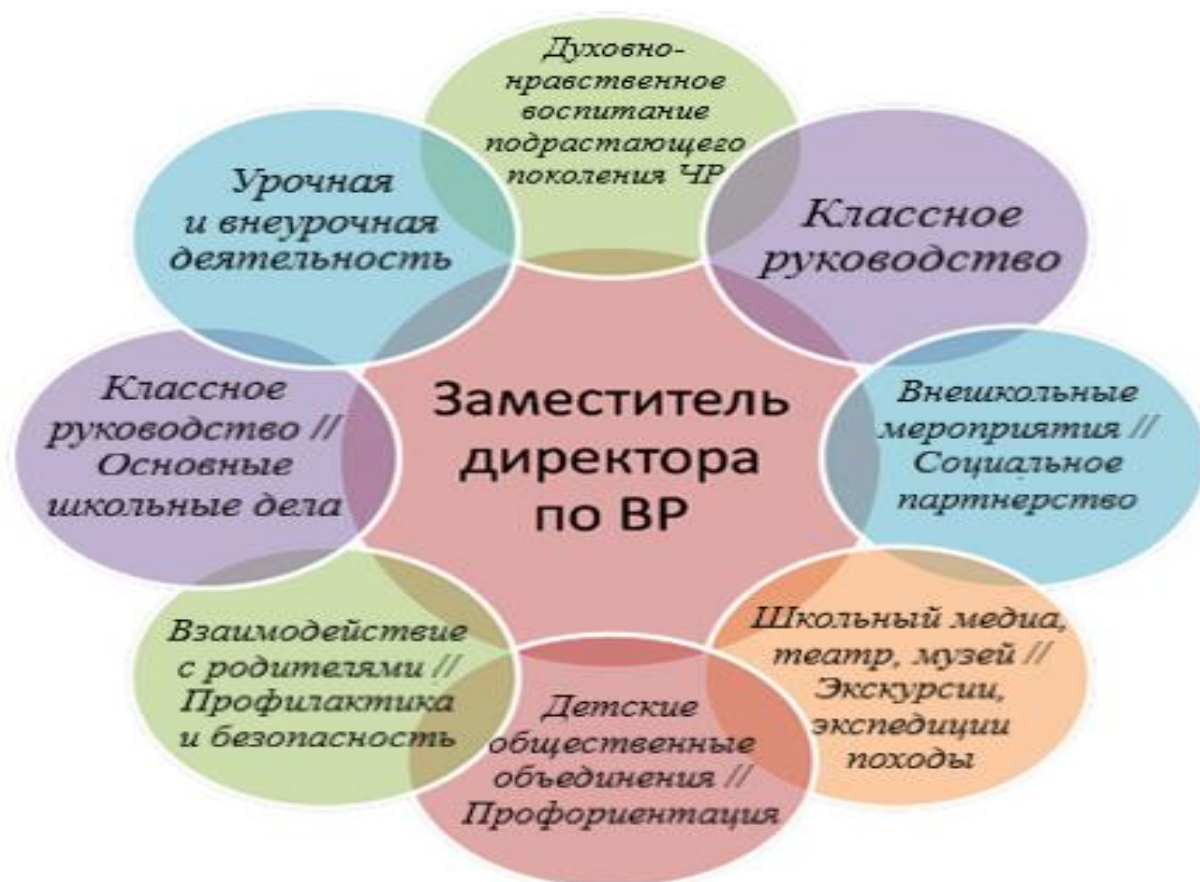 Духовно-
нравственное
воспитание
подрастающего
поколения ЧР
Классное
руководство
Внешкольные
мероприятия //
Социальное
партнерство
Школьный медиа,
театр, музей //
Экскурсии,
экспедиции
походы
Детские
общественные
объединения //
Профориентация
Взаимодействие
с родителями //
Профилактика
и безопасность
Классное
руководство //
Основные
школьные дела
Урочная
и внеурочная
деятельность
Заместитель
директора
по ВР